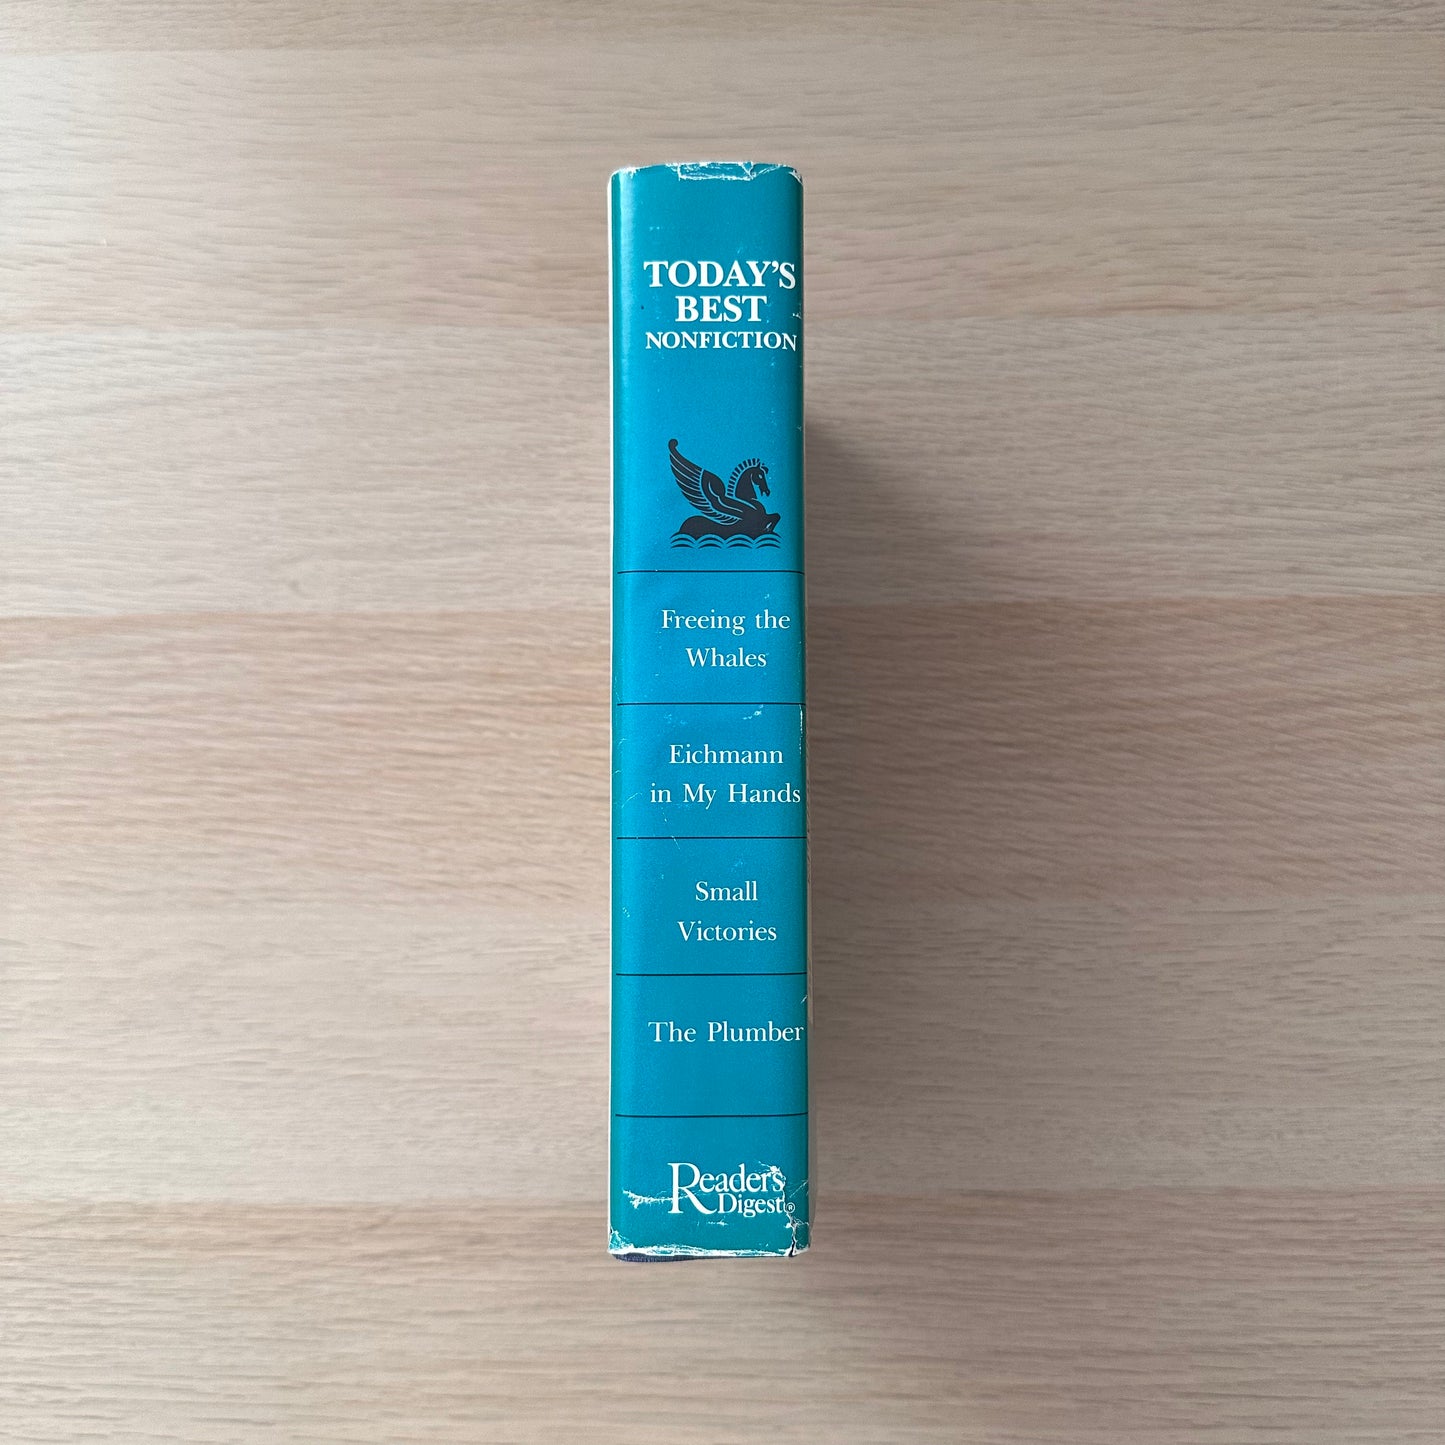 TODAY'S
BEST
NONFICTION
Freeing the
Whales
Eichmann
in My Hands
Small
Victories
The Plumber
Reader's
Digest®